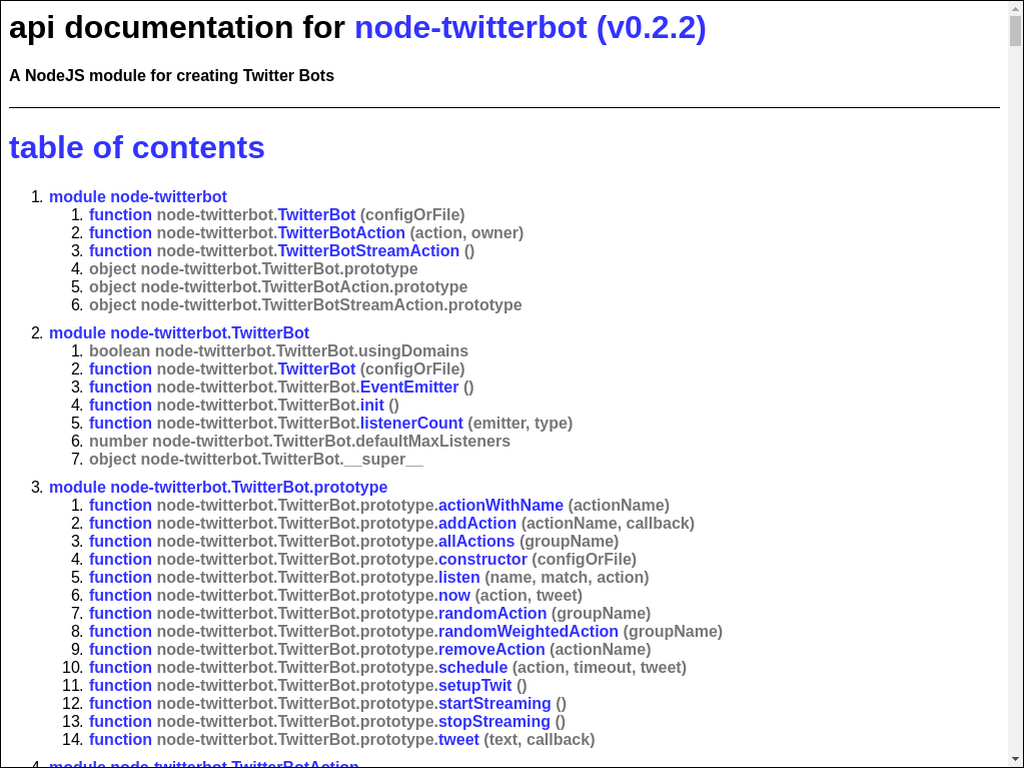 api documentation for node-twitterbot (v0.2.2)
A NodeJS module for creating Twitter Bots
table of contents
1. module node-twitterbot
1. function node-twitterbot.TwitterBot (configOrFile)
2. function node-twitterbot.TwitterBotAction (action, owner)
3. function node-twitterbot.TwitterBotStreamAction ()
4. object node-twitterbot.TwitterBot.prototype
5. object node-twitterbot.TwitterBotAction.prototype
6. object node-twitterbot.TwitterBotStreamAction.prototype
2. module node-twitterbot.TwitterBot
1. boolean node-twitterbot.TwitterBot.usingDomains
2. function node-twitterbot.TwitterBot (configOrFile)
3. function node-twitterbot.TwitterBot.EventEmitter ()
4. function node-twitterbot.TwitterBot.init ()
5. function node-twitterbot.TwitterBot.listenerCount (emitter, type)
6. number node-twitterbot.TwitterBot.defaultMaxListeners
7. object node-twitterbot.TwitterBot.__super__
3. module node-twitterbot.TwitterBot.prototype
1. function node-twitterbot.TwitterBot.prototype.actionWithName (actionName)
2. function node-twitterbot.TwitterBot.prototype.addAction (actionName, callback)
3. function node-twitterbot.TwitterBot.prototype.allActions (groupName)
4. function node-twitterbot.TwitterBot.prototype.constructor (configOrFile)
5. function node-twitterbot.TwitterBot.prototype.listen (name, match, action)
6. function node-twitterbot.TwitterBot.prototype.now (action, tweet)
7. function node-twitterbot.TwitterBot.prototype.randomAction (groupName)
8. function node-twitterbot.TwitterBot.prototype.randomWeightedAction (groupName)
9. function node-twitterbot.TwitterBot.prototype.removeAction (actionName)
10. function node-twitterbot.TwitterBot.prototype.schedule (action, timeout, tweet)
11. function node-twitterbot.TwitterBot.prototype.setupTwit ()
12. function node-twitterbot.TwitterBot.prototype.startStreaming ()
13. function node-twitterbot.TwitterBot.prototype.stopStreaming ()
14. function node-twitterbot.TwitterBot.prototype.tweet (text, callback)
4. module node-twitterbot.TwitterBotAction